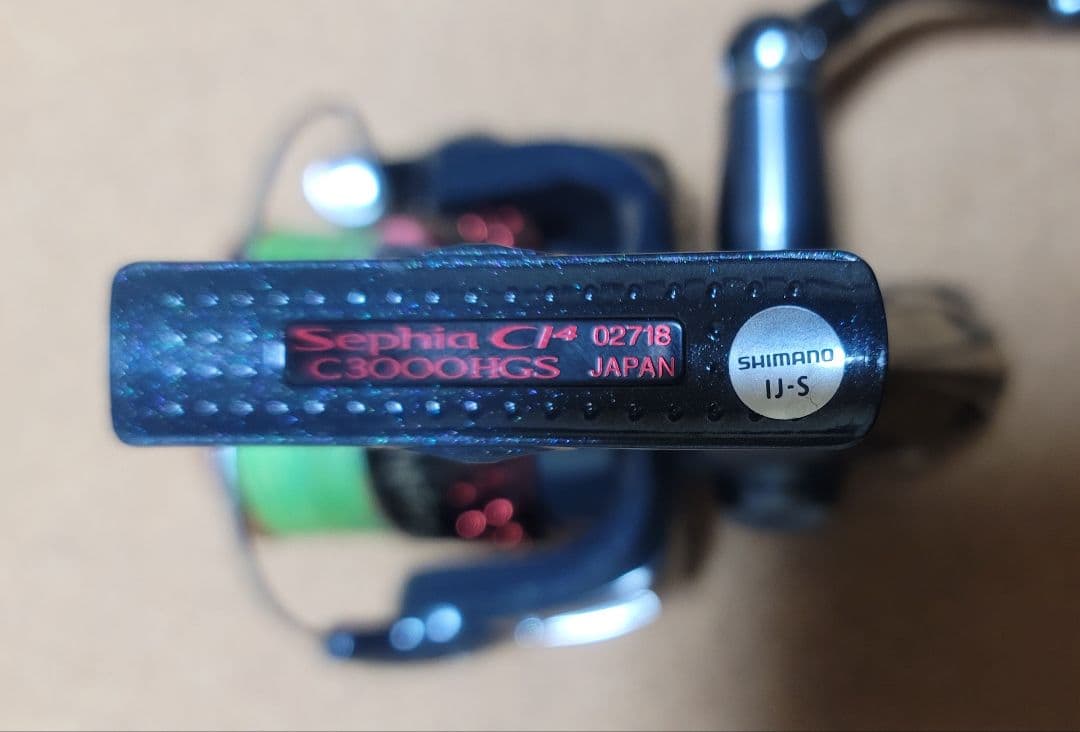 Sephia CI4 02718
C3000HGS JAPAN
SHIMANO
IJ-S